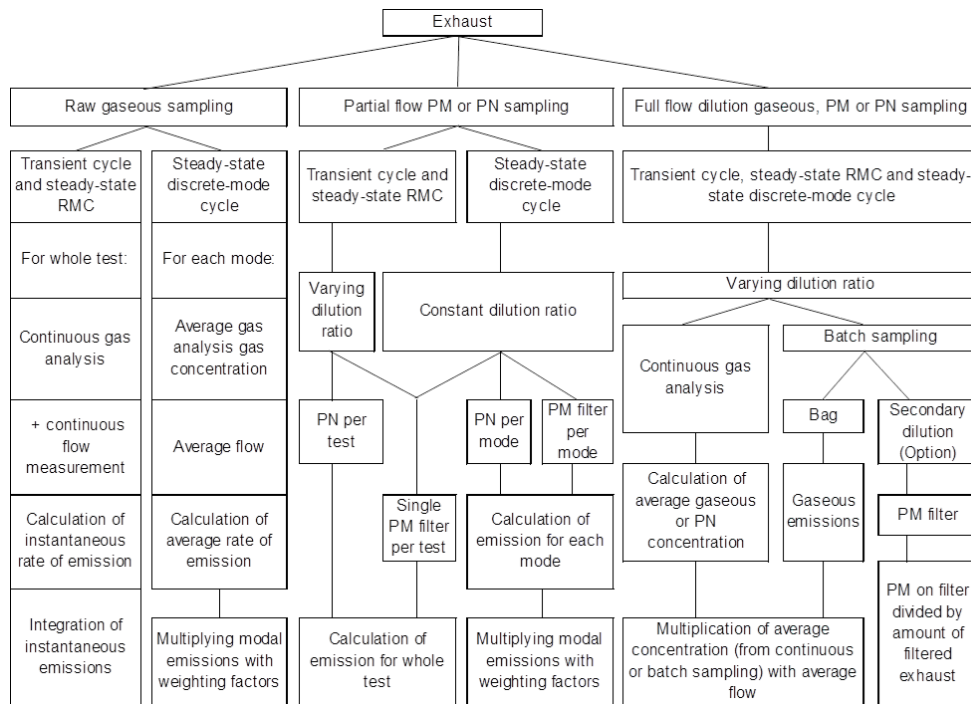 Exhaust
Raw gaseous sampling
Partial flow PM or PN sampling
Full flow dilution gaseous, PM or PN sampling
Transient cycle
and steady-state
RMC
Steady-state
discrete-mode
cycle
Transient cycle and
steady-state RMC
Steady-state
discrete-mode
cycle
Transient cycle, steady-state RMC and steady-
state discrete-mode cycle
For whole test:
For each mode:
Varying
dilution
ratio
Constant dilution ratio
Varying dilution ratio
Continuous gas
analysis
Average gas
analysis gas
concentration
Continuous gas
analysis
Batch sampling
+ continuous
flow
measurement
Average flow
PN per
test
PN per
mode
PM filter
per
mode
Bag
Secondary
dilution
(Option)
Calculation of
instantaneous
rate of emission
Calculation of
average rate of
emission
Single
PM filter
per test
Calculation of
emission for each
mode
Calculation of
average gaseous
or PN
concentration
Gaseous
emissions
PM filter
Integration of
instantaneous
emissions
Multiplying modal
emissions with
weighting factors
Calculation of
emission for whole
test
Multiplying modal
emissions with
weighting factors
Multiplication of average
concentration (from continuous
or batch sampling) with average
flow
PM on filter
divided by
amount of
filtered
exhaust